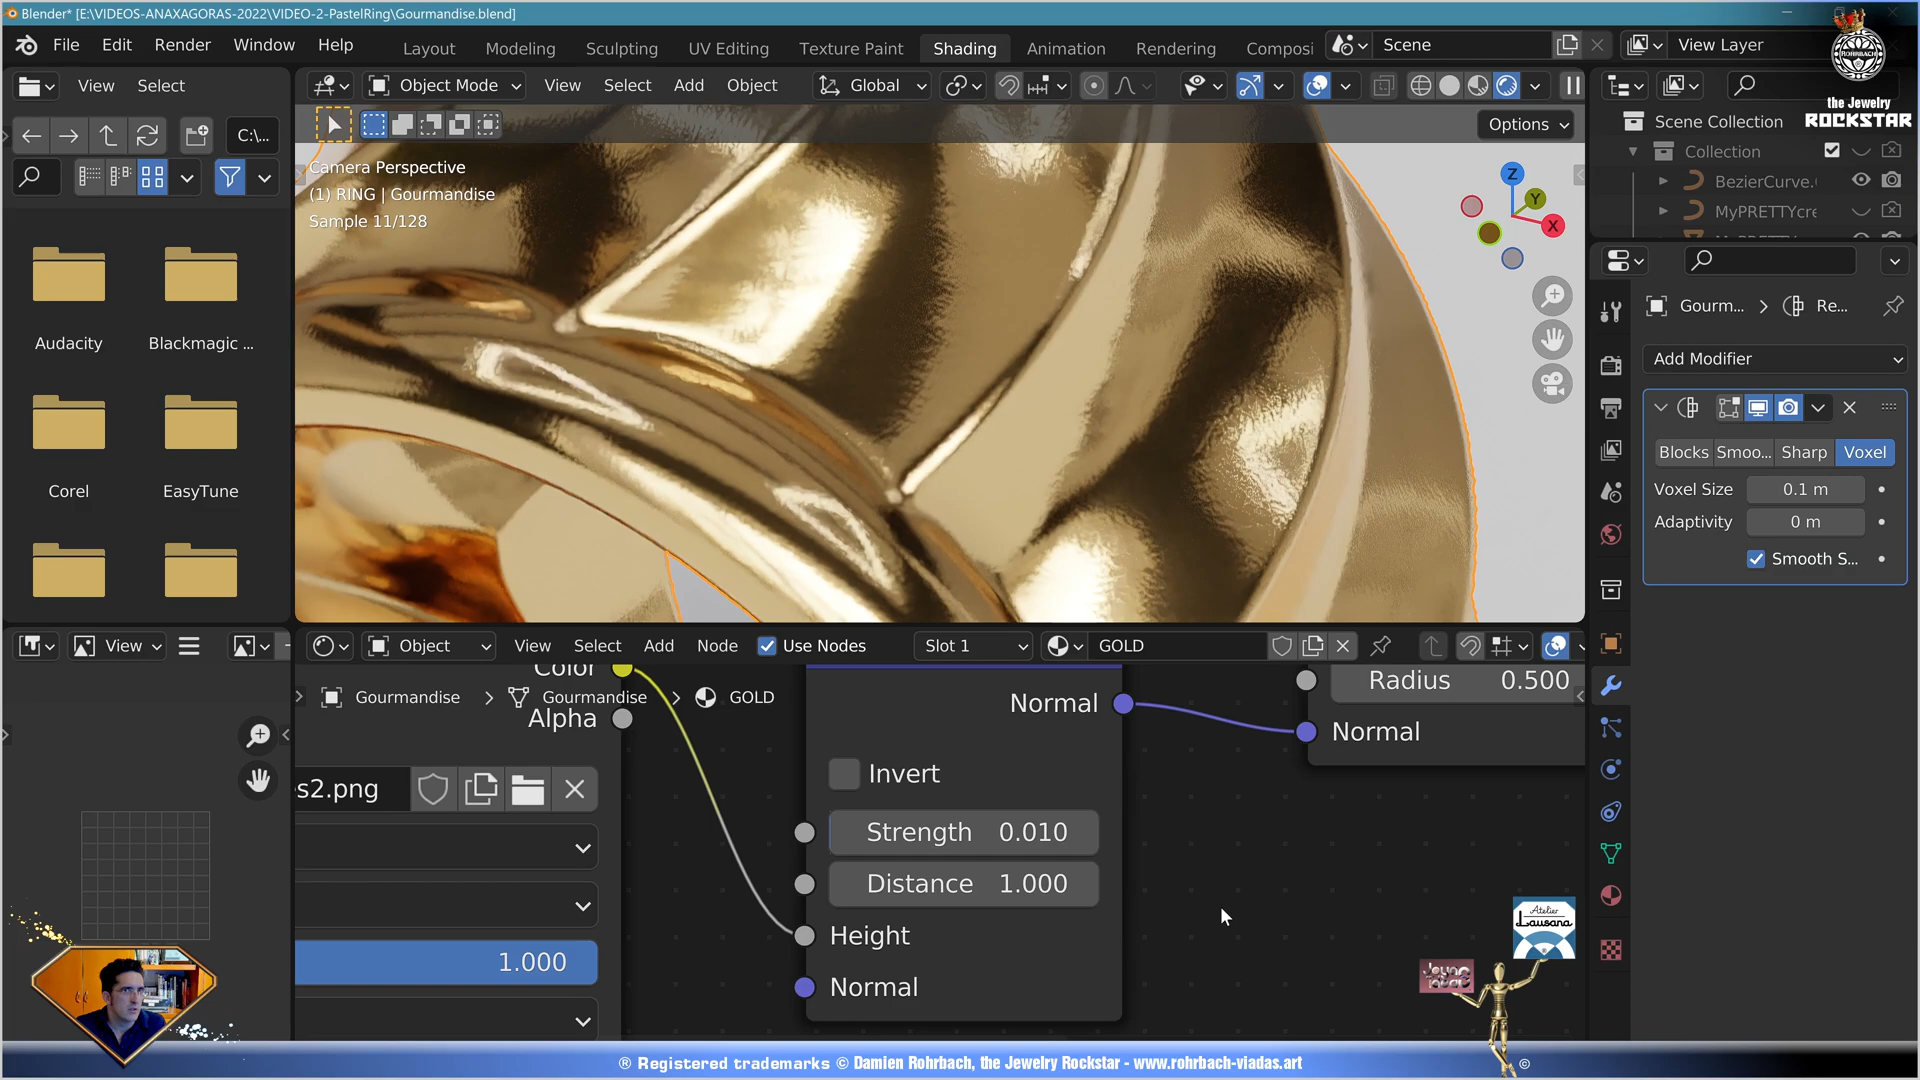 Blender* [E:\VIDEOS-ANAXAGORAS-2022\VIDEO-2-PastelRing\Gourmandise.blend]
File Edit Render Window Help
Layout Modeling Sculpting UV Editing Texture Paint Shading Animation Rendering Composi
Scene
View Layer
ROHRBACH
the Jewelry
ROCKSTAR
View Select
Object Mode View Select Add Object Global
Options
C:\...
Camera Perspective
(1) RING | Gourmandise
Sample 11/128
Z
Y
X
Scene Collection
Collection
BezierCurve.
MyPRETTYcre
Audacity
Blackmagic ...
Corel
EasyTune
Gourm... Re...
Add Modifier
Blocks Smoo... Sharp Voxel
Voxel Size 0.1 m
Adaptivity 0 m
Smooth S...
View
Object View Select Add Node Use Nodes Slot 1 GOLD
Color
Gourmandise Gourmandise GOLD
Alpha
s2.png
1.000
Normal
Invert
Strength 0.010
Distance 1.000
Height
Normal
Radius 0.500
Normal
Atelier
Lausana
® Registered trademarks © Damien Rohrbach, the Jewelry Rockstar - www.rohrbach-viadas.art
©